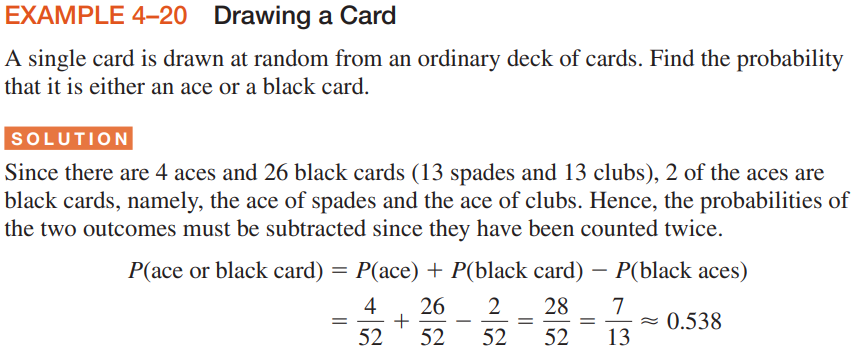 EXAMPLE 4–20 Drawing a Card
A single card is drawn at random from an ordinary deck of cards. Find the probability
that it is either an ace or a black card.
SOLUTION
Since there are 4 aces and 26 black cards (13 spades and 13 clubs), 2 of the aces are
black cards, namely, the ace of spades and the ace of clubs. Hence, the probabilities of
the two outcomes must be subtracted since they have been counted twice.
P(ace or black card) = P(ace) + P(black card) − P(black aces)
= 4/52 + 26/52 − 2/52 = 28/52 = 7/13 ≈ 0.538